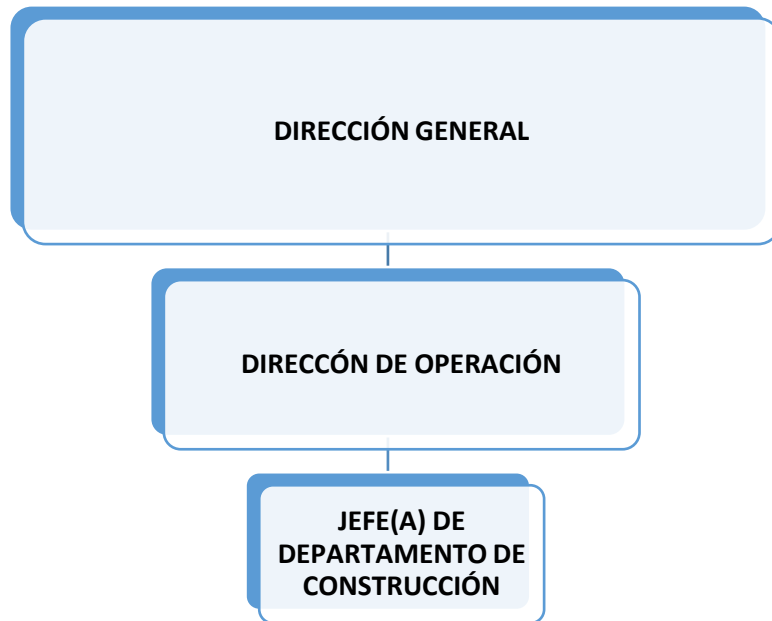 DIRECCIÓN GENERAL
DIRECCÓN DE OPERACIÓN
JEFE(A) DE
DEPARTAMENTO DE
CONSTRUCCIÓN